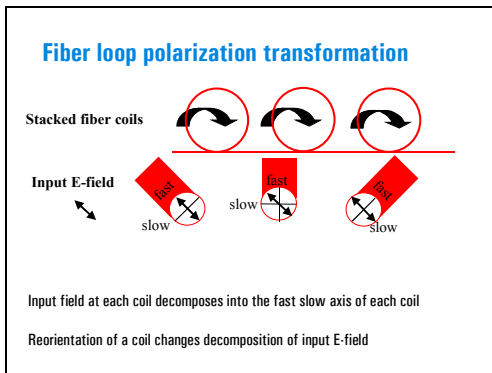 Fiber loop polarization transformation
Stacked fiber coils
Input E-field
fast
slow
fast
slow
fast
slow
Input field at each coil decomposes into the fast slow axis of each coil
Reorientation of a coil changes decomposition of input E-field